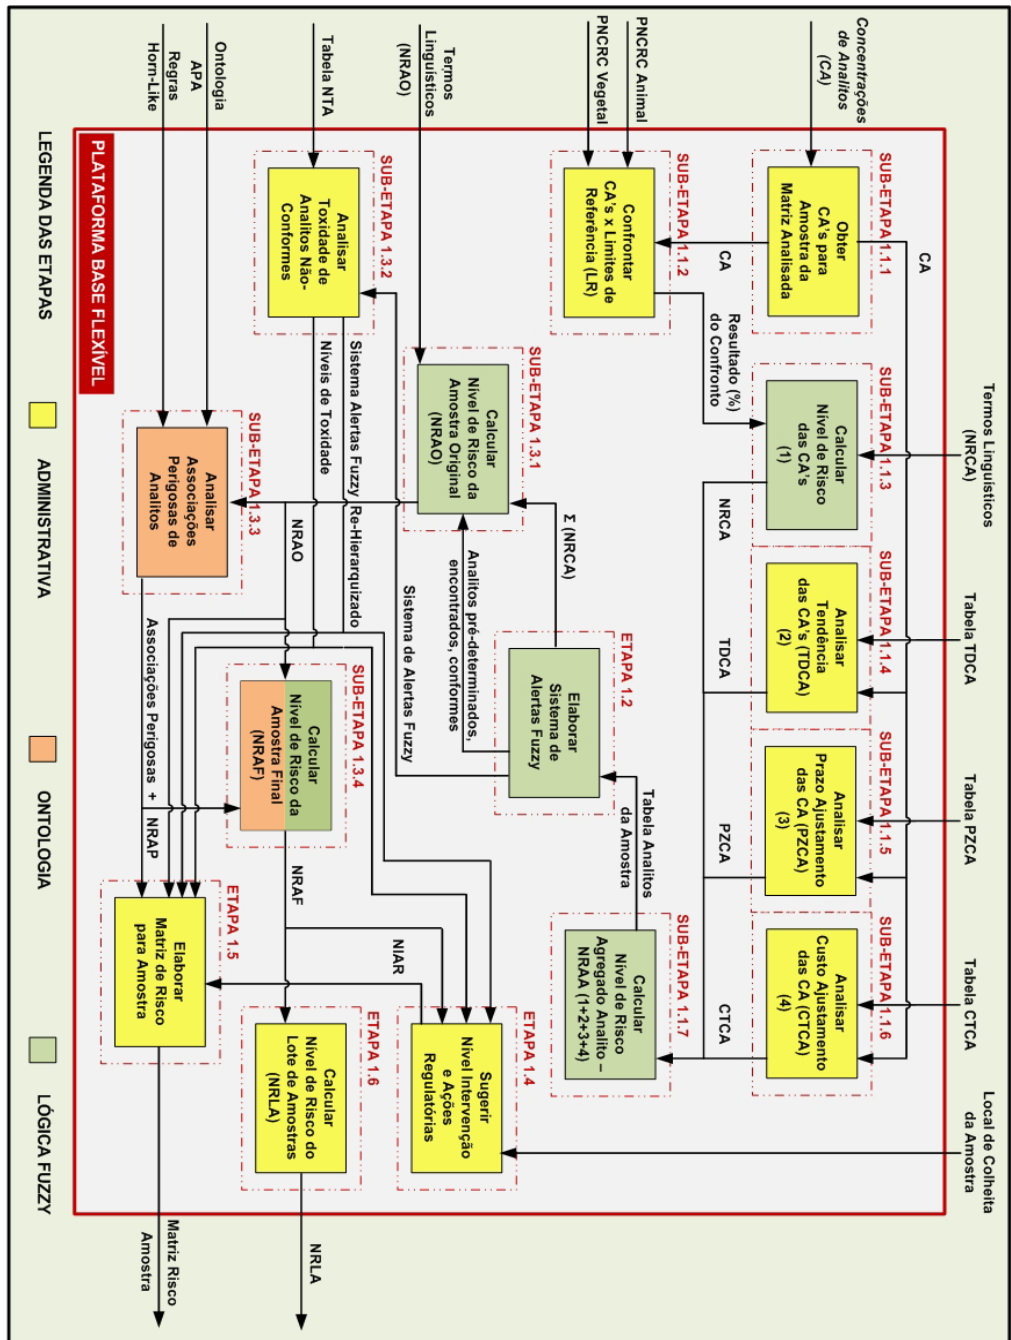 Concentrações
de Analitos
(CA)
PNCRC Animal
PNCRC Vegetal
Termos
Linguísticos
(NRAO)
Tabela NTA
Ontologia
APA
Regras
Horn-Like
Termos Linguísticos
(NRCA)
Tabela TDCA
Tabela PZCA
Tabela CTCA
Local de Colheita
da Amostra
SUB-ETAPA 1.1.1
Obter
CA's para
Amostra da
Matriz Analisada
CA
CA
SUB-ETAPA 1.1.2
Confrontar
CA's x Limites de
Referência (LR)
Resultado (%)
do Confronto
SUB-ETAPA 1.1.3
Calcular
Nível de Risco
das CA's
(1)
NRCA
SUB-ETAPA 1.1.4
Analisar
Tendência
das CA's (TDCA)
(2)
TDCA
SUB-ETAPA 1.1.5
Analisar
Prazo Ajustamento
das CA (PZCA)
(3)
PZCA
SUB-ETAPA 1.1.6
Analisar
Custo Ajustamento
das CA (CTCA)
(4)
CTCA
SUB-ETAPA 1.1.7
Calcular
Nível de Risco
Agregado Analito –
NRAA (1+2+3+4)
Tabela Analitos
da Amostra
ETAPA 1.2
Elaborar
Sistema de
Alertas Fuzzy
Σ (NRCA)
Analitos pré-determinados,
encontrados, conformes
Sistema de Alertas Fuzzy
SUB-ETAPA 1.3.1
Calcular
Nível de Risco da
Amostra Original
(NRAO)
SUB-ETAPA 1.3.2
Analisar
Toxidade de
Analitos Não-
Conformes
Sistema Alertas Fuzzy Re-Hierarquizado
Níveis de Toxidade
NRAO
SUB-ETAPA 1.3.3
Analisar
Associações
Perigosas de
Analitos
Associações Perigosas + NRAP
SUB-ETAPA 1.3.4
Calcular
Nível de Risco da
Amostra Final
(NRAF)
NRAF
ETAPA 1.4
Sugerir
Nível Intervenção
e Ações
Regulatórias
NIAR
ETAPA 1.5
Elaborar
Matriz de Risco
para Amostra
ETAPA 1.6
Calcular
Nível de Risco do
Lote de Amostras
(NRLA)
NRLA
Matriz Risco
Amostra
PLATAFORMA BASE FLEXÍVEL
LEGENDA DAS ETAPAS
ADMINISTRATIVA
ONTOLOGIA
LÓGICA FUZZY